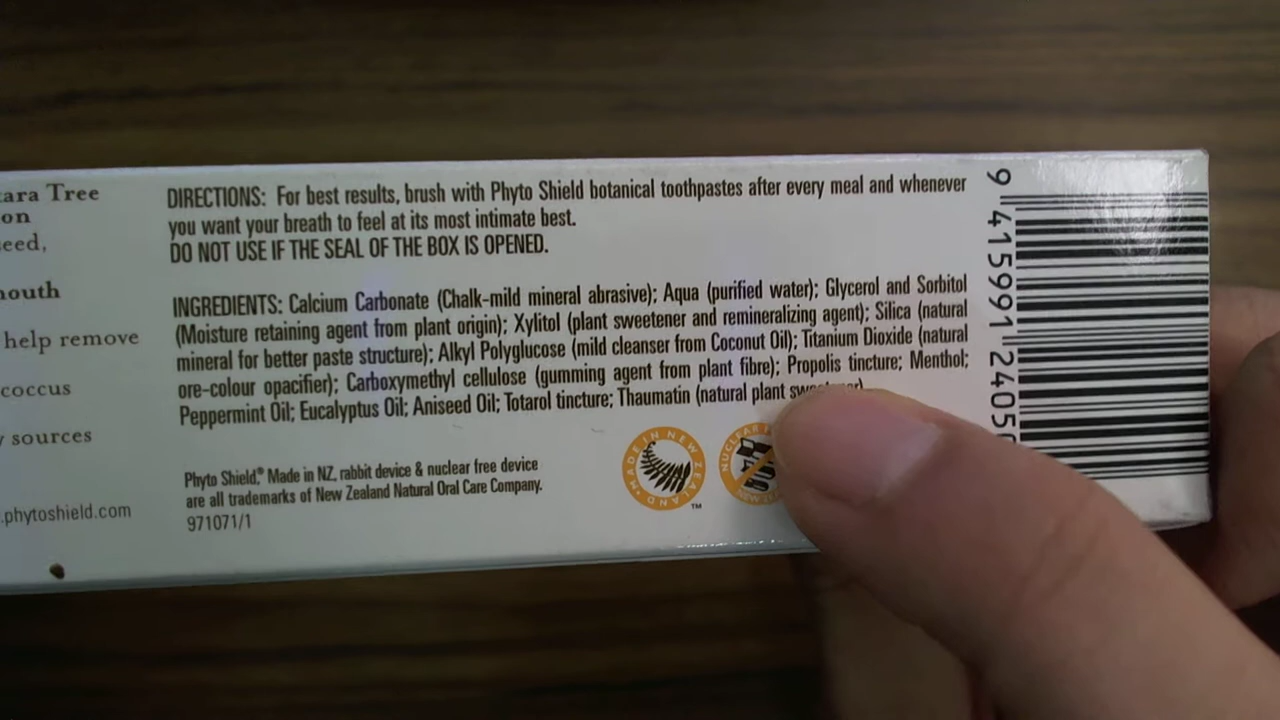 tara Tree
on
seed,
mouth
help remove
coccus
sources
.phytoshield.com
DIRECTIONS: For best results, brush with Phyto Shield botanical toothpastes after every meal and whenever
you want your breath to feel at its most intimate best.
DO NOT USE IF THE SEAL OF THE BOX IS OPENED.
INGREDIENTS: Calcium Carbonate (Chalk-mild mineral abrasive); Aqua (purified water); Glycerol and Sorbitol
(Moisture retaining agent from plant origin); Xylitol (plant sweetener and remineralizing agent); Silica (natural
mineral for better paste structure); Alkyl Polyglucose (mild cleanser from Coconut Oil); Titanium Dioxide (natural
ore-colour opacifier); Carboxymethyl cellulose (gumming agent from plant fibre); Propolis tincture; Menthol;
Peppermint Oil; Eucalyptus Oil; Aniseed Oil; Totarol tincture; Thaumatin (natural plant
Phyto Shield,® Made in NZ, rabbit device & nuclear free device
are all trademarks of New Zealand Natural Oral Care Company.
971071/1
MADE IN NEW ZEALAND
TM
NUCLEAR
NEW
9 415991 2405